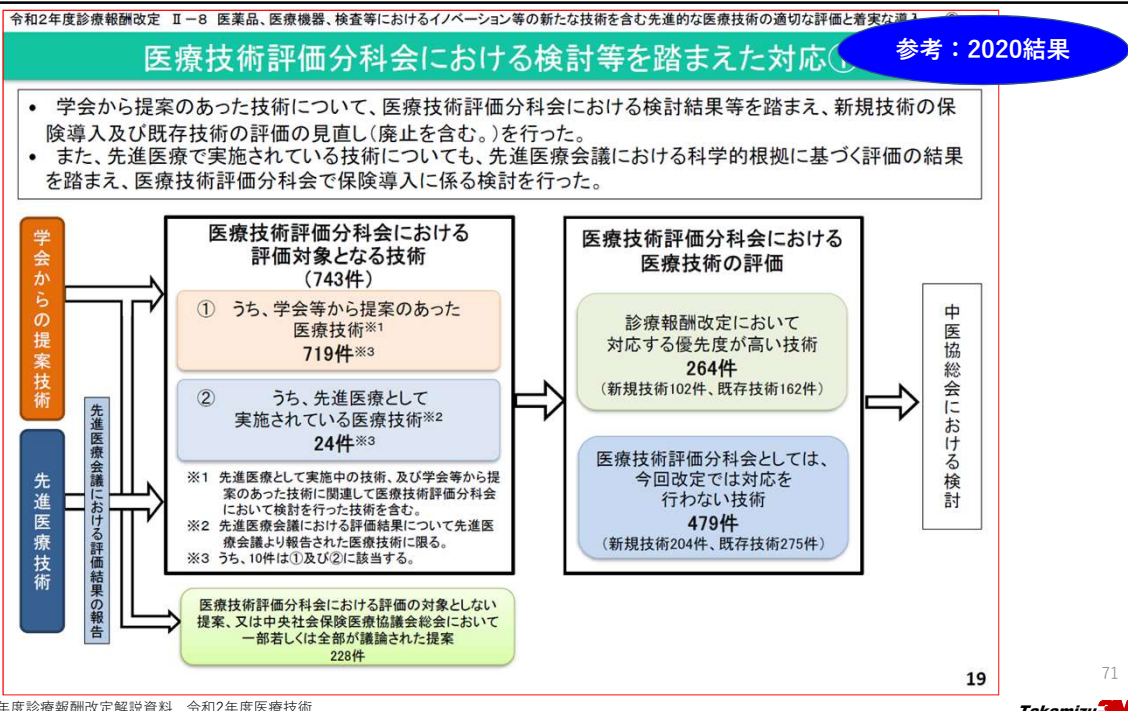 令和2年度診療報酬改定 Ⅱ－8 医薬品、医療機器、検査等におけるイノベーション等の新たな技術を含む先進的な医療技術の適切な評価と着実な導入
医療技術評価分科会における検討等を踏まえた対応①
参考：2020結果
• 学会から提案のあった技術について、医療技術評価分科会における検討結果等を踏まえ、新規技術の保
険導入及び既存技術の評価の見直し（廃止を含む。）を行った。
• また、先進医療で実施されている技術についても、先進医療会議における科学的根拠に基づく評価の結果
を踏まえ、医療技術評価分科会で保険導入に係る検討を行った。
学会からの提案技術
先進医療技術
先進医療会議における評価結果の報告
医療技術評価分科会における
評価対象となる技術
（743件）
① うち、学会等から提案のあった
医療技術※1
719件※3
② うち、先進医療として
実施されている医療技術※2
24件※3
※1 先進医療として実施中の技術、及び学会等から提
案のあった技術に関連して医療技術評価分科会
において検討を行った技術を含む。
※2 先進医療会議における評価結果について先進医
療会議より報告された医療技術に限る。
※3 うち、10件は①及び②に該当する。
医療技術評価分科会における評価の対象としない
提案、又は中央社会保険医療協議会総会において
一部若しくは全部が議論された提案
228件
医療技術評価分科会における
医療技術の評価
診療報酬改定において
対応する優先度が高い技術
264件
（新規技術102件、既存技術162件）
医療技術評価分科会としては、
今回改定では対応を
行わない技術
479件
（新規技術204件、既存技術275件）
中医協総会における検討
19
71
年度診療報酬改定解説資料 令和2年度医療技術
Takamizu